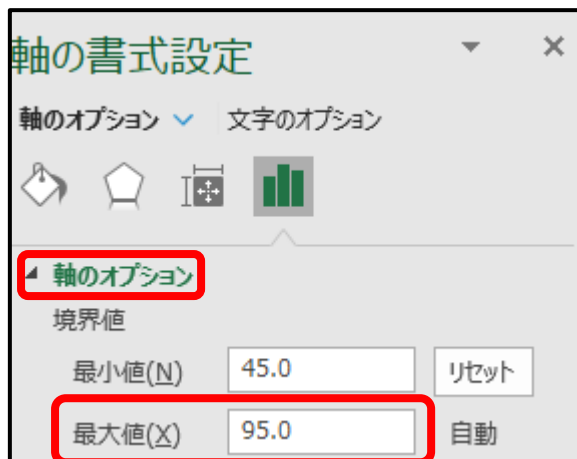 軸の書式設定
軸のオプション 文字のオプション
軸のオプション
境界値
最小値(N) 45.0 リセット
最大値(X) 95.0 自動